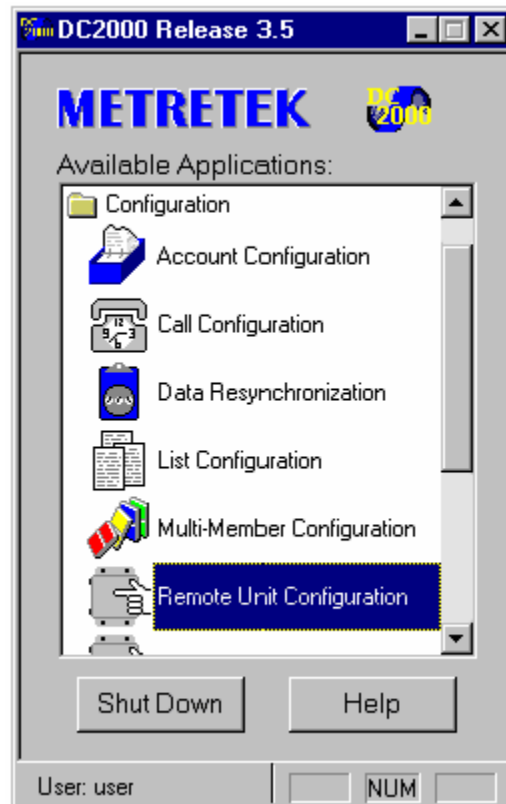 DC2000 Release 3.5
METRETEK
DC
2000
Available Applications:
Configuration
Account Configuration
Call Configuration
Data Resynchronization
List Configuration
Multi-Member Configuration
Remote Unit Configuration
Shut Down
Help
User: user
NUM